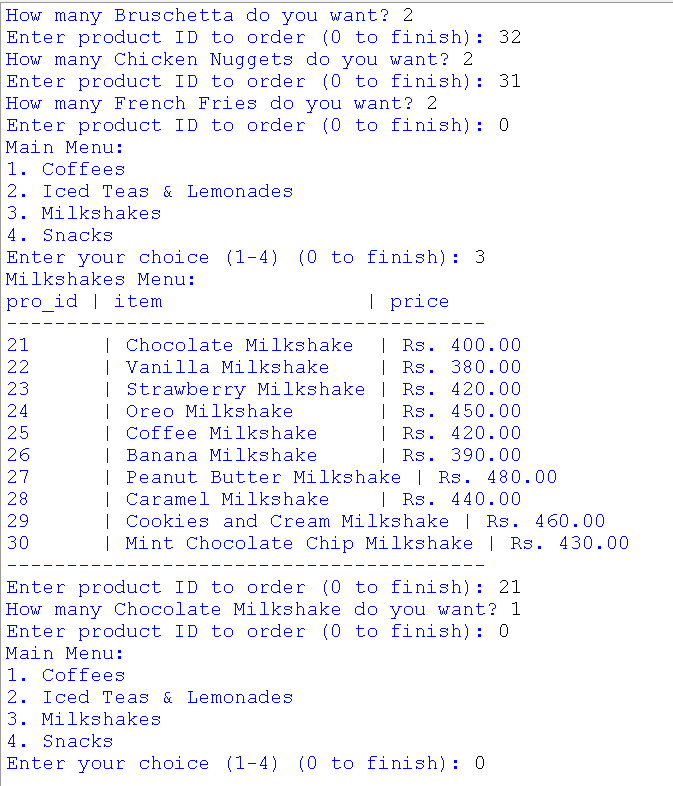 How many Bruschetta do you want? 2
Enter product ID to order (0 to finish): 32
How many Chicken Nuggets do you want? 2
Enter product ID to order (0 to finish): 31
How many French Fries do you want? 2
Enter product ID to order (0 to finish): 0
Main Menu:
1. Coffees
2. Iced Teas & Lemonades
3. Milkshakes
4. Snacks
Enter your choice (1-4) (0 to finish): 3
Milkshakes Menu:
pro_id | item                 | price
----------------------------------------
21      | Chocolate Milkshake  | Rs. 400.00
22      | Vanilla Milkshake    | Rs. 380.00
23      | Strawberry Milkshake | Rs. 420.00
24      | Oreo Milkshake       | Rs. 450.00
25      | Coffee Milkshake     | Rs. 420.00
26      | Banana Milkshake     | Rs. 390.00
27      | Peanut Butter Milkshake | Rs. 480.00
28      | Caramel Milkshake    | Rs. 440.00
29      | Cookies and Cream Milkshake | Rs. 460.00
30      | Mint Chocolate Chip Milkshake | Rs. 430.00
----------------------------------------
Enter product ID to order (0 to finish): 21
How many Chocolate Milkshake do you want? 1
Enter product ID to order (0 to finish): 0
Main Menu:
1. Coffees
2. Iced Teas & Lemonades
3. Milkshakes
4. Snacks
Enter your choice (1-4) (0 to finish): 0